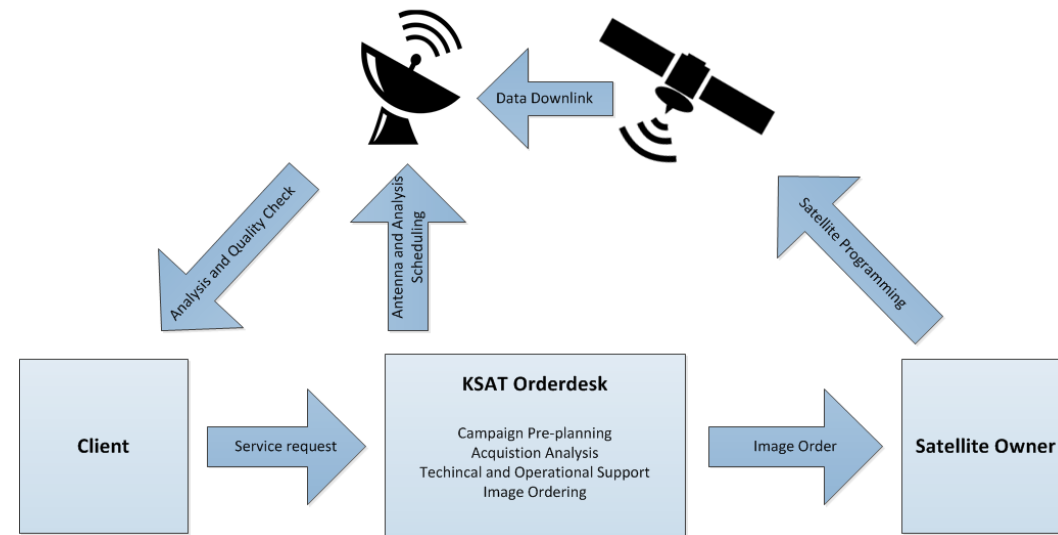 Data Downlink
Analysis and Quality Check
Antenna and Analysis
Scheduling
Satellite Programming
Client
Service request
KSAT Orderdesk
Campaign Pre-planning
Acquistion Analysis
Techincal and Operational Support
Image Ordering
Image Order
Satellite Owner